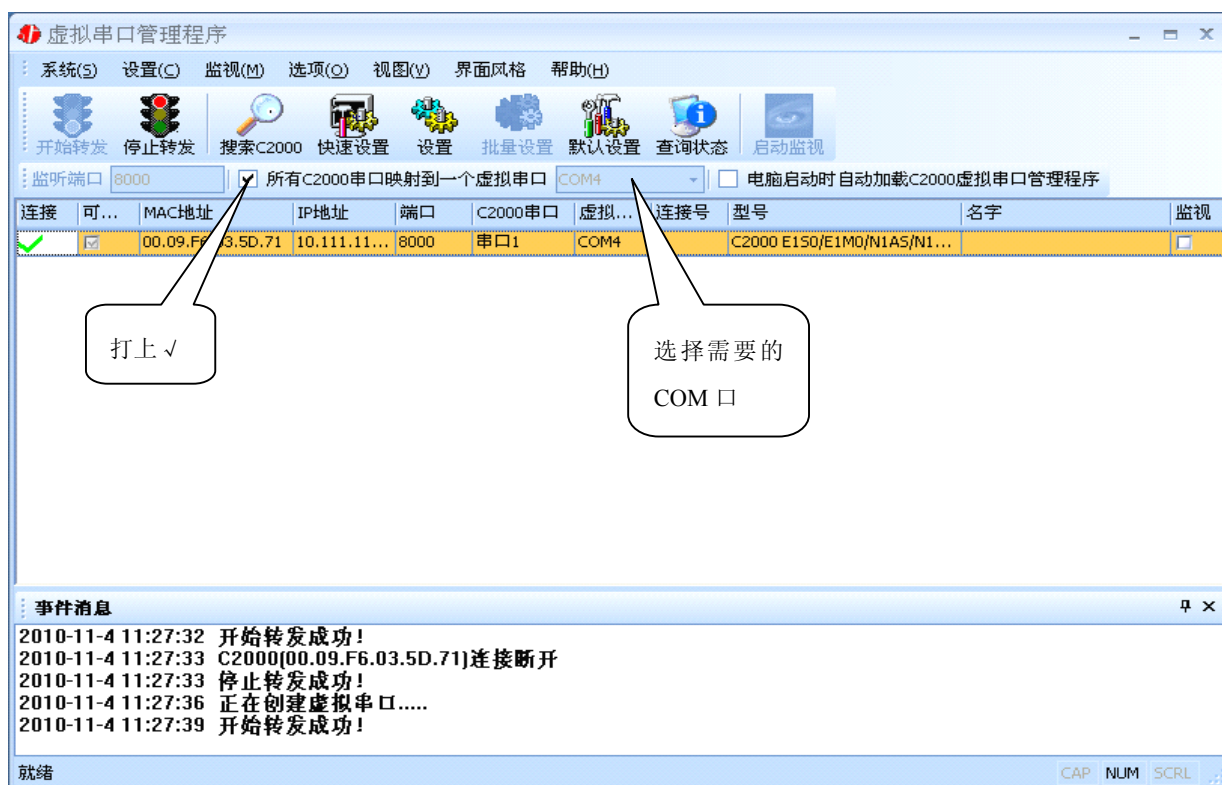 虚拟串口管理程序
系统(S) 设置(C) 监视(M) 选项(O) 视图(V) 界面风格 帮助(H)
开始转发 停止转发 搜索C2000 快速设置 设置 批量设置 默认设置 查询状态 启动监视
监听端口 8000 所有C2000串口映射到一个虚拟串口 COM4 电脑启动时自动加载C2000虚拟串口管理程序
连接 可... MAC地址 IP地址 端口 C2000串口 虚拟... 连接号 型号 名字 监视
00.09.F6.03.5D.71 10.111.11... 8000 串口1 COM4 C2000 E1S0/E1M0/N1AS/N1...
打上√
选择需要的
COM 口
事件消息
2010-11-4 11:27:32 开始转发成功!
2010-11-4 11:27:33 C2000(00.09.F6.03.5D.71)连接断开
2010-11-4 11:27:33 停止转发成功!
2010-11-4 11:27:36 正在创建虚拟串口.....
2010-11-4 11:27:39 开始转发成功!
就绪 CAP NUM SCRL